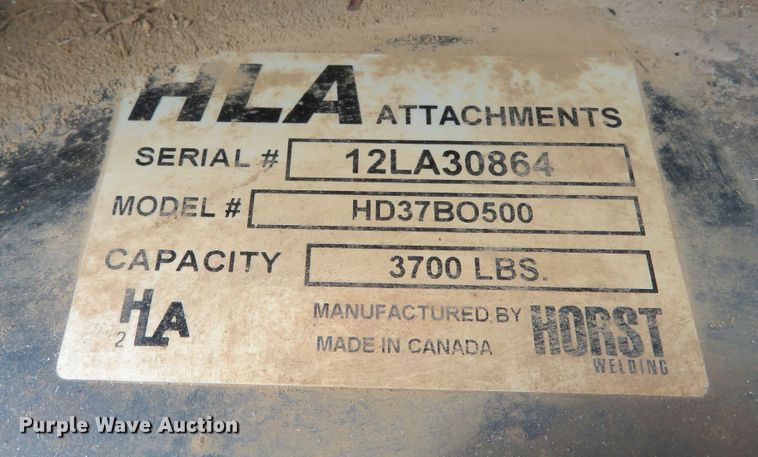 HLA ATTACHMENTS
SERIAL # 12LA30864
MODEL # HD37BO500
CAPACITY 3700 LBS.
HLA
2
MANUFACTURED BY HORST
MADE IN CANADA WELDING
Purple Wave Auction®